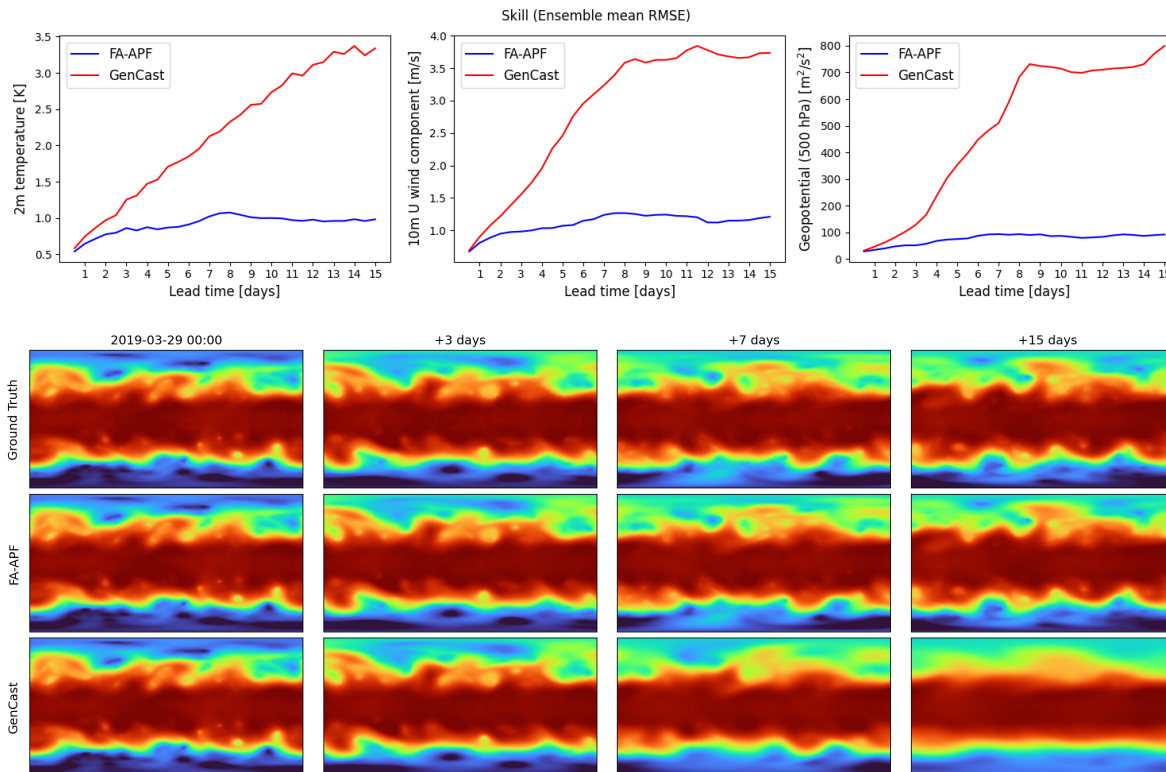 Skill (Ensemble mean RMSE)
2m temperature [K]
3.5
3.0
2.5
2.0
1.5
1.0
0.5
FA-APF
GenCast
1 2 3 4 5 6 7 8 9 10 11 12 13 14 15
Lead time [days]
10m U wind component [m/s]
4.0
3.5
3.0
2.5
2.0
1.5
1.0
FA-APF
GenCast
1 2 3 4 5 6 7 8 9 10 11 12 13 14 15
Lead time [days]
Geopotential (500 hPa) [m²/s²]
800
700
600
500
400
300
200
100
0
FA-APF
GenCast
1 2 3 4 5 6 7 8 9 10 11 12 13 14 15
Lead time [days]
2019-03-29 00:00 +3 days +7 days +15 days
Ground Truth
FA-APF
GenCast